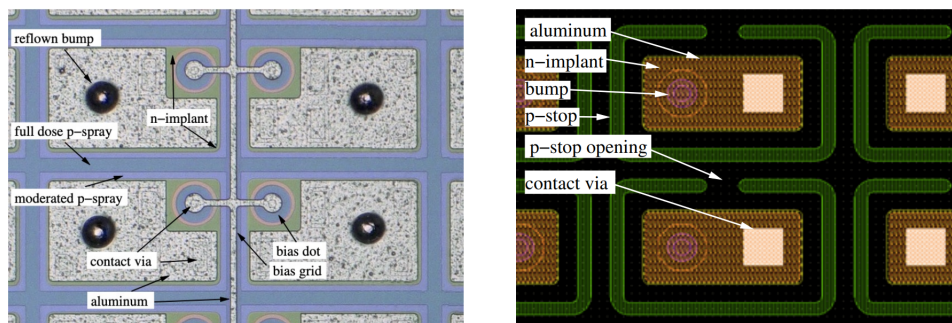 reflown bump
n−implant
full dose p−spray
moderated p−spray
contact via
bias dot
bias grid
aluminum
aluminum
n−implant
bump
p−stop
p−stop opening
contact via